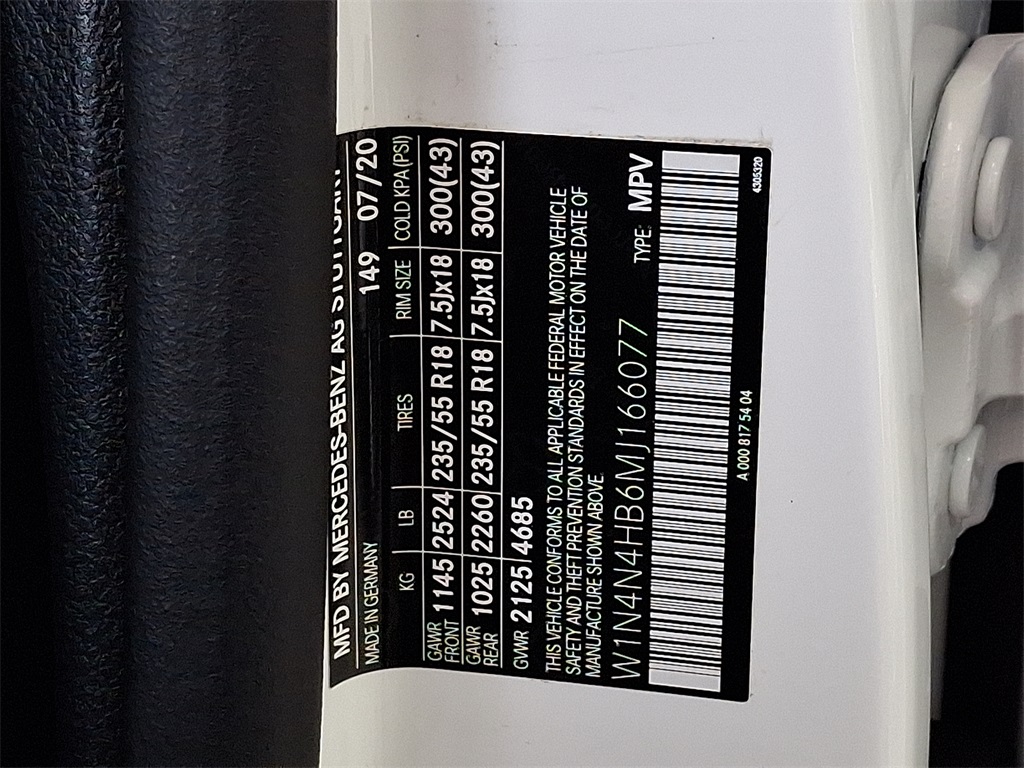 MFD BY MERCEDES-BENZ AG STUTTGART
MADE IN GERMANY 149 07/20
KG LB TIRES RIM SIZE COLD KPA(PSI)
GAWR FRONT 1145 2524 235/55 R18 7.5Jx18 300(43)
GAWR REAR 1025 2260 235/55 R18 7.5Jx18 300(43)
GVWR 2125 4685
THIS VEHICLE CONFORMS TO ALL APPLICABLE FEDERAL MOTOR VEHICLE
SAFETY AND THEFT PREVENTION STANDARDS IN EFFECT ON THE DATE OF
MANUFACTURE SHOWN ABOVE.
W1N4N4HB6MJ166077 TYPE: MPV
A 000 817 54 04 4305320